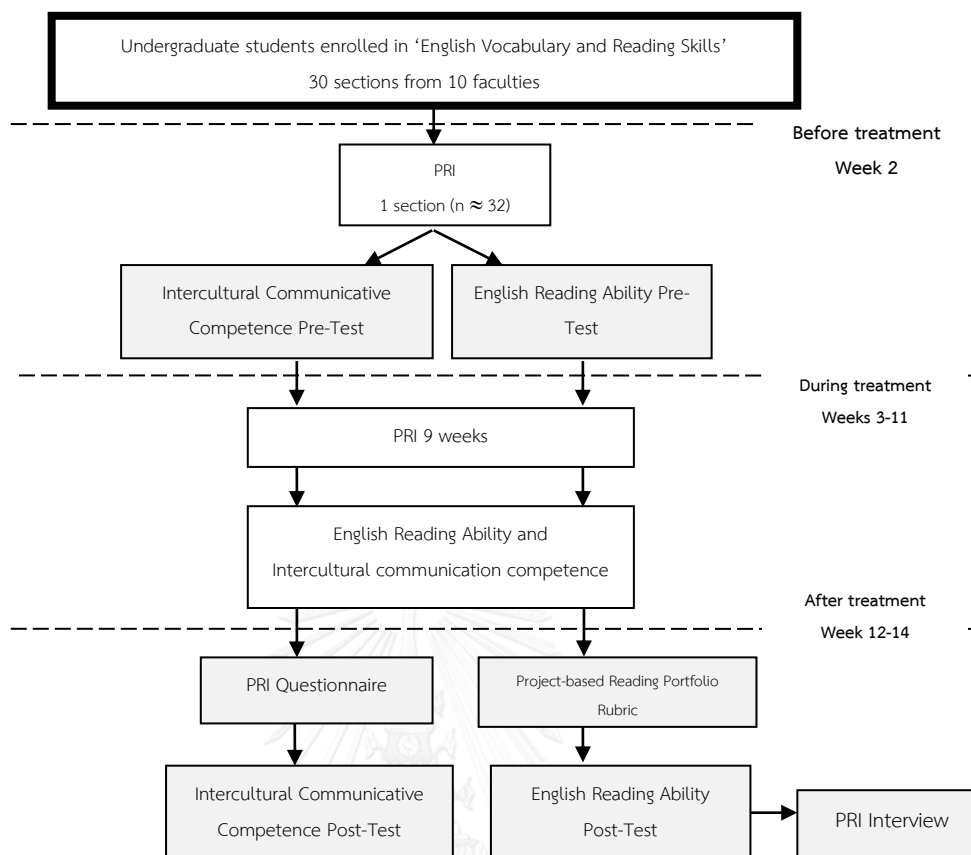 Undergraduate students enrolled in ‘English Vocabulary and Reading Skills’
30 sections from 10 faculties
Before treatment
Week 2
PRI
1 section (n ≈ 32)
Intercultural Communicative
Competence Pre-Test
English Reading Ability Pre-
Test
During treatment
Weeks 3-11
PRI 9 weeks
English Reading Ability and
Intercultural communication competence
After treatment
Week 12-14
PRI Questionnaire
Project-based Reading Portfolio
Rubric
Intercultural Communicative
Competence Post-Test
English Reading Ability
Post-Test
PRI Interview